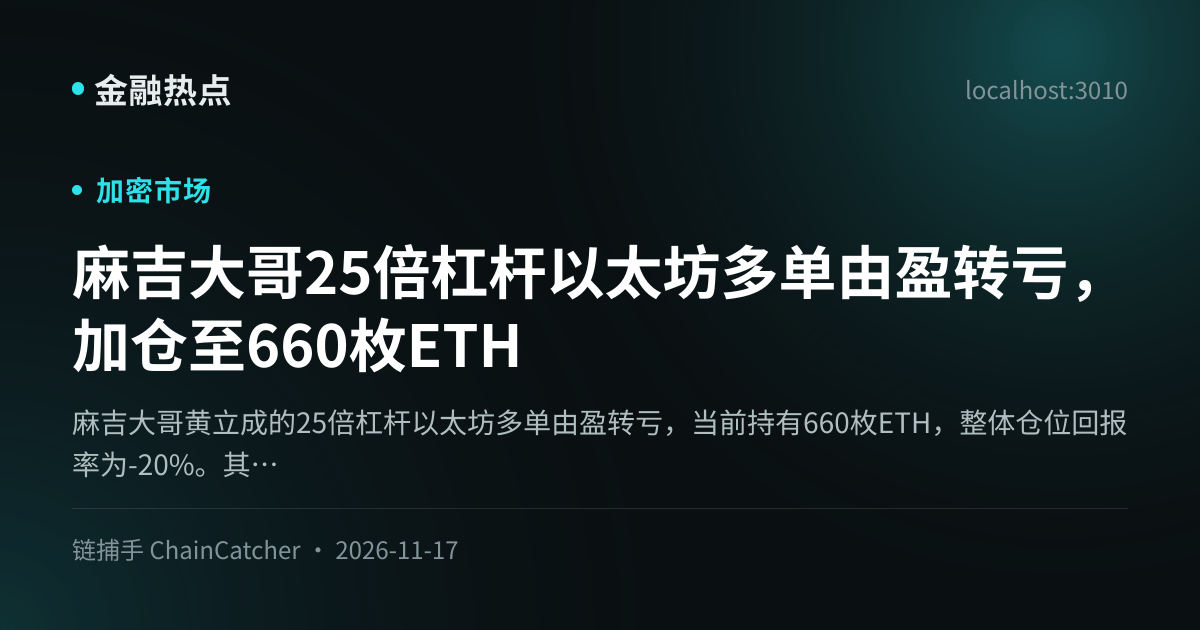 金融热点
localhost:3010
加密市场
麻吉大哥25倍杠杆以太坊多单由盈转亏，
加仓至660枚ETH
麻吉大哥黄立成的25倍杠杆以太坊多单由盈转亏，当前持有660枚ETH，整体仓位回报
率为-20%。其…
链捕手 ChainCatcher · 2026-11-17